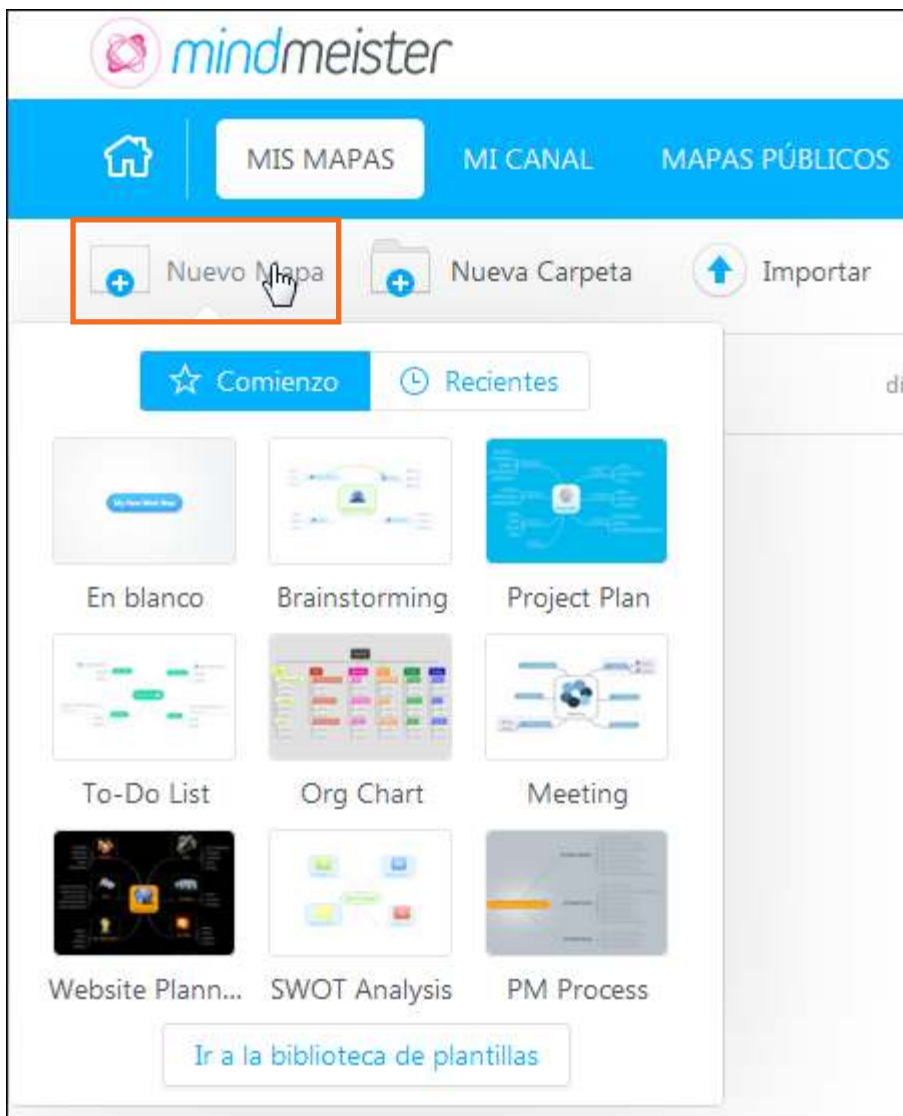 mindmeister
MIS MAPAS MI CANAL MAPAS PÚBLICOS
Nuevo Mapa Nueva Carpeta Importar
Comienzo Recientes
di
En blanco Brainstorming Project Plan
To-Do List Org Chart Meeting
Website Plann... SWOT Analysis PM Process
Ir a la biblioteca de plantillas